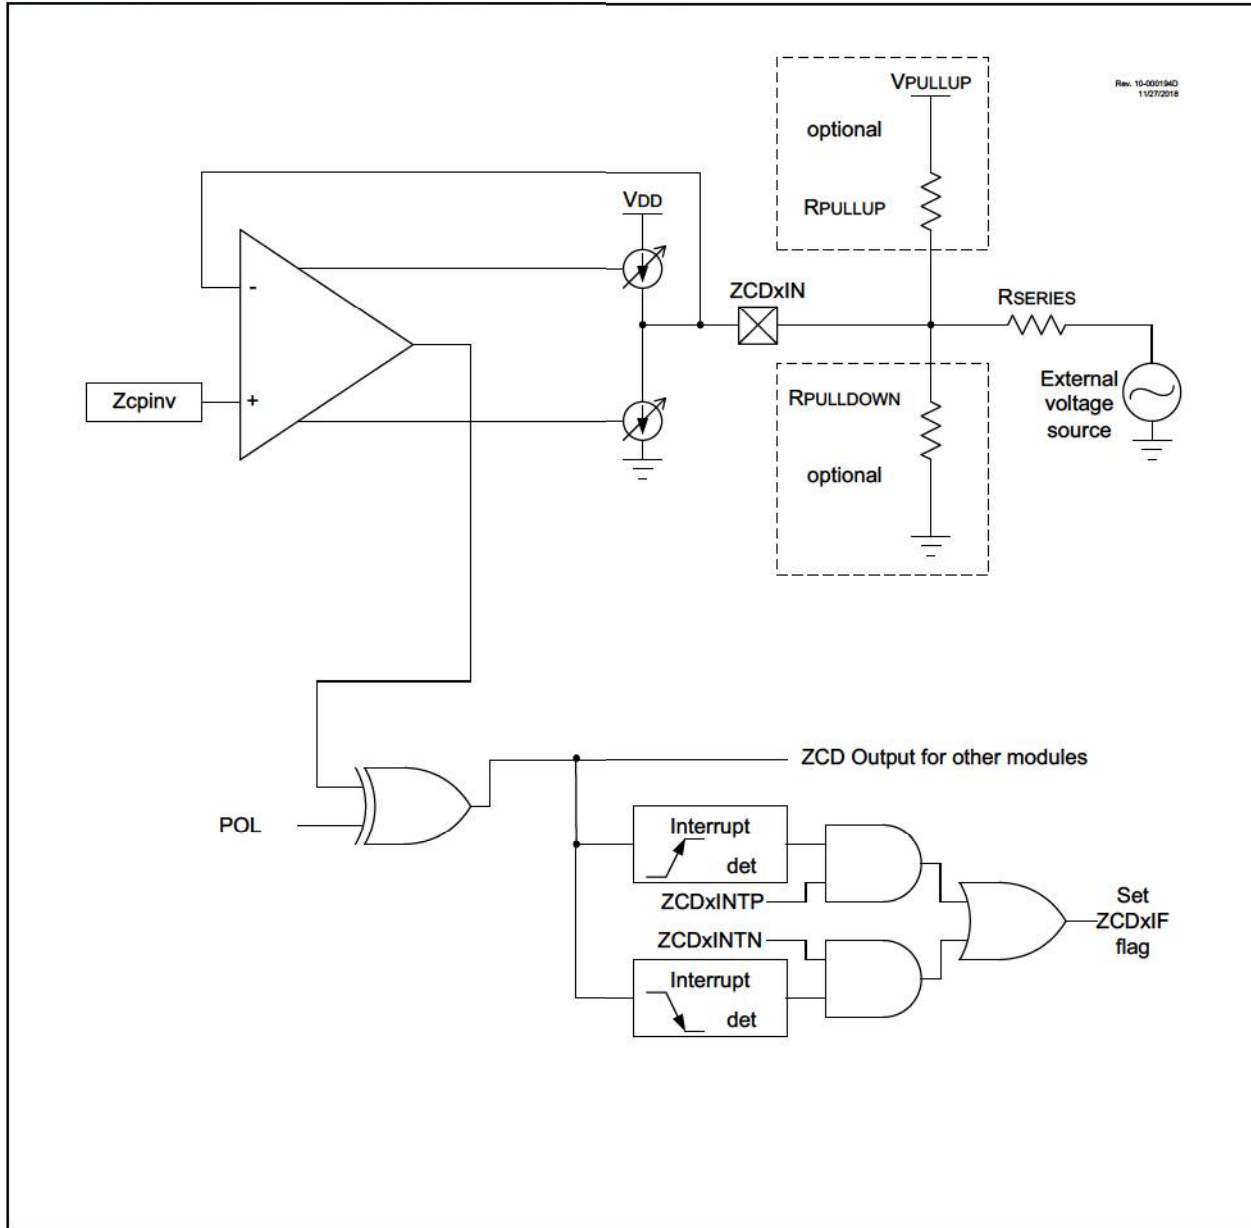 VPULLUP
Rev. 10-000194D
11/27/2018
optional
VDD
RPULLUP
ZCDxIN
RSERIES
-
Zcpinv
+
RPULLDOWN
External
voltage
source
optional
ZCD Output for other modules
POL
Interrupt
det
ZCDxINTP
Set
ZCDxIF
flag
ZCDxINTN
Interrupt
det